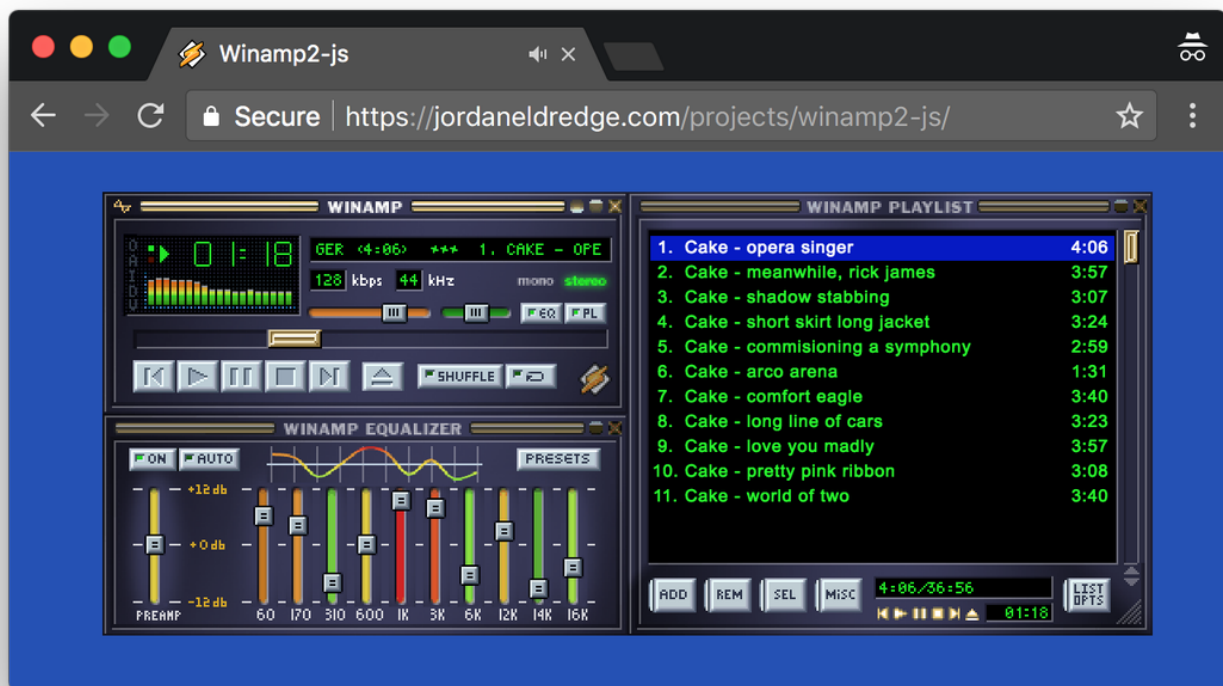 Winamp2-js
Secure https://jordaneldredge.com/projects/winamp2-js/
WINAMP
OAIDU
01:18
GER <4:06> *** 1. CAKE - OPE
128 kbps 44 kHz mono stereo
EQ PL
SHUFFLE
WINAMP EQUALIZER
ON AUTO PRESETS
+12db
+0db
-12db
PREAMP 60 170 310 600 1K 3K 6K 12K 14K 16K
WINAMP PLAYLIST
1. Cake - opera singer 4:06
2. Cake - meanwhile, rick james 3:57
3. Cake - shadow stabbing 3:07
4. Cake - short skirt long jacket 3:24
5. Cake - commisioning a symphony 2:59
6. Cake - arco arena 1:31
7. Cake - comfort eagle 3:40
8. Cake - long line of cars 3:23
9. Cake - love you madly 3:57
10. Cake - pretty pink ribbon 3:08
11. Cake - world of two 3:40
ADD REM SEL MISC 4:06/36:56 LIST OPTS
01:18